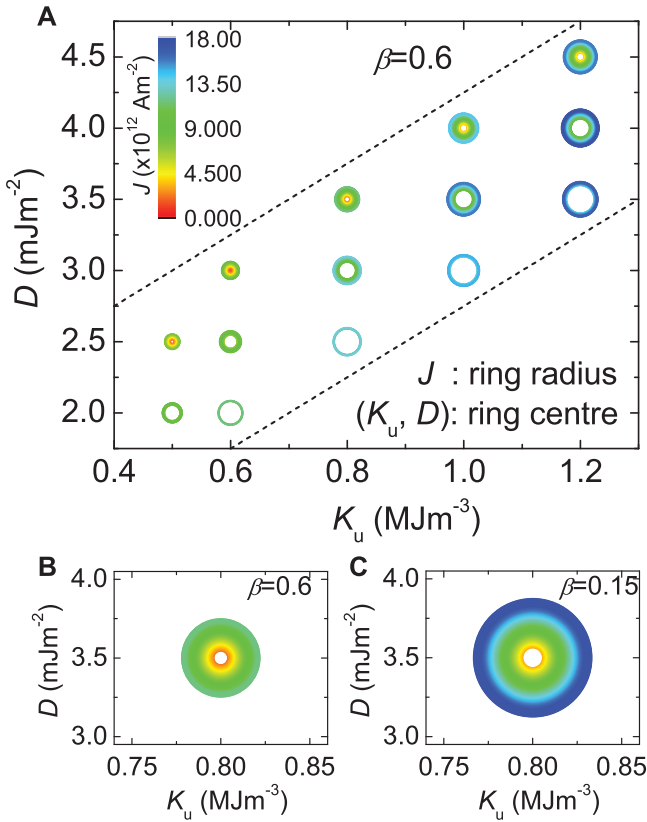 A
18.00
13.50
9.000
4.500
0.000
J (x10¹² Am⁻²)
β=0.6
4.5
4.0
3.5
3.0
2.5
2.0
D (mJm⁻²)
J : ring radius
(Kᵤ, D): ring centre
0.4 0.6 0.8 1.0 1.2
Kᵤ (MJm⁻³)
B
β=0.6
4.0
3.5
3.0
D (mJm⁻²)
0.75 0.80 0.85
Kᵤ (MJm⁻³)
C
β=0.15
4.0
3.5
3.0
D (mJm⁻²)
0.75 0.80 0.85
Kᵤ (MJm⁻³)